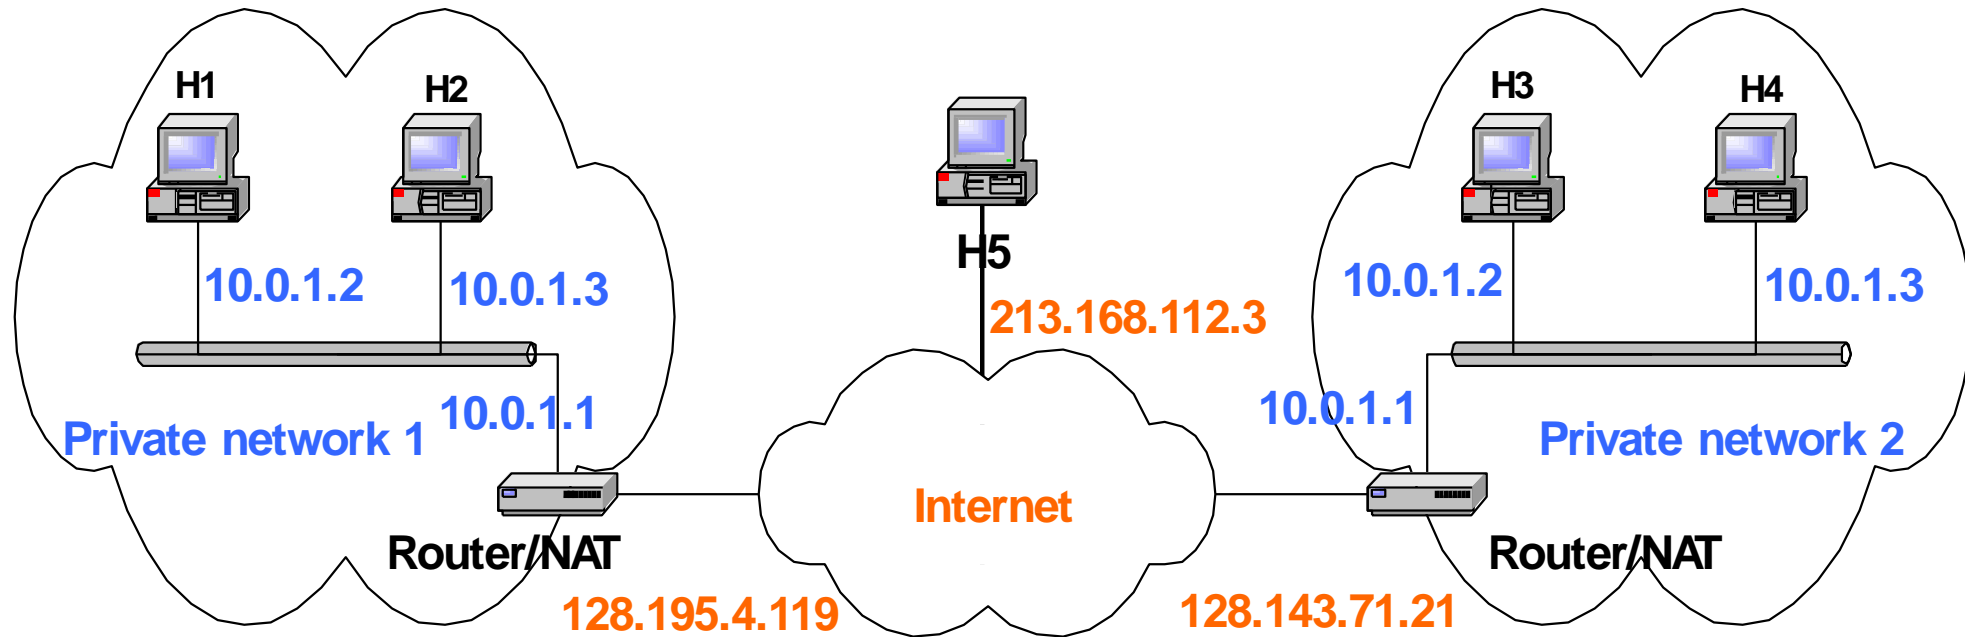 H1
H2
H3
H4
H5
10.0.1.2
10.0.1.3
213.168.112.3
10.0.1.2
10.0.1.3
10.0.1.1
Private network 1
10.0.1.1
Private network 2
Internet
Router/NAT
Router/NAT
128.195.4.119
128.143.71.21